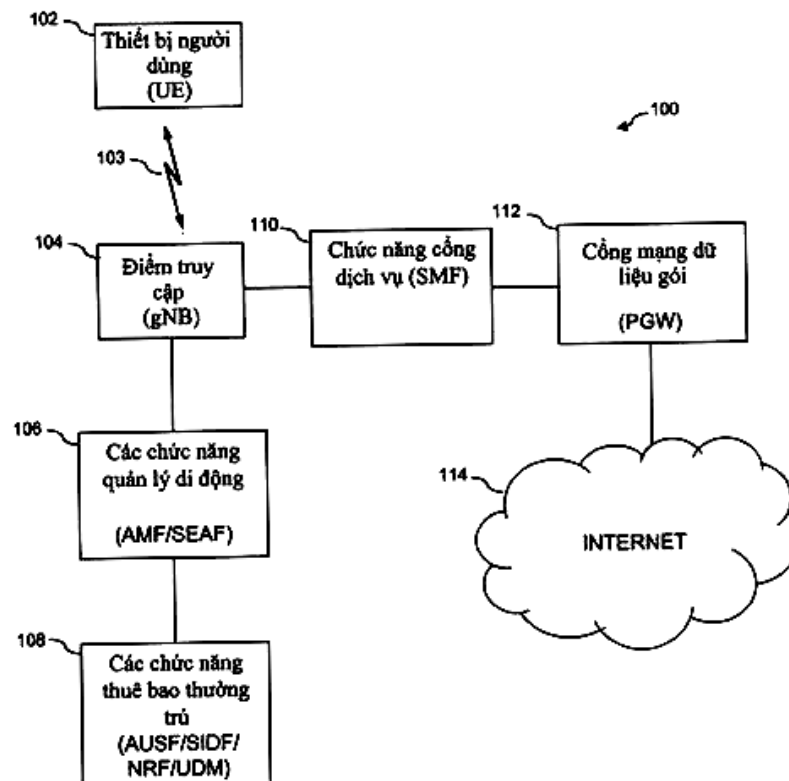 102
Thiết bị người
dùng
(UE)
100
103
104
Điểm truy
cập
(gNB)
110
Chức năng cổng
dịch vụ (SMF)
112
Cổng mạng dữ
liệu gói
(PGW)
106
Các chức năng
quản lý di động
(AMF/SEAF)
114
INTERNET
108
Các chức năng
thuê bao thường
trú
(AUSF/SIDF/
NRF/UDM)